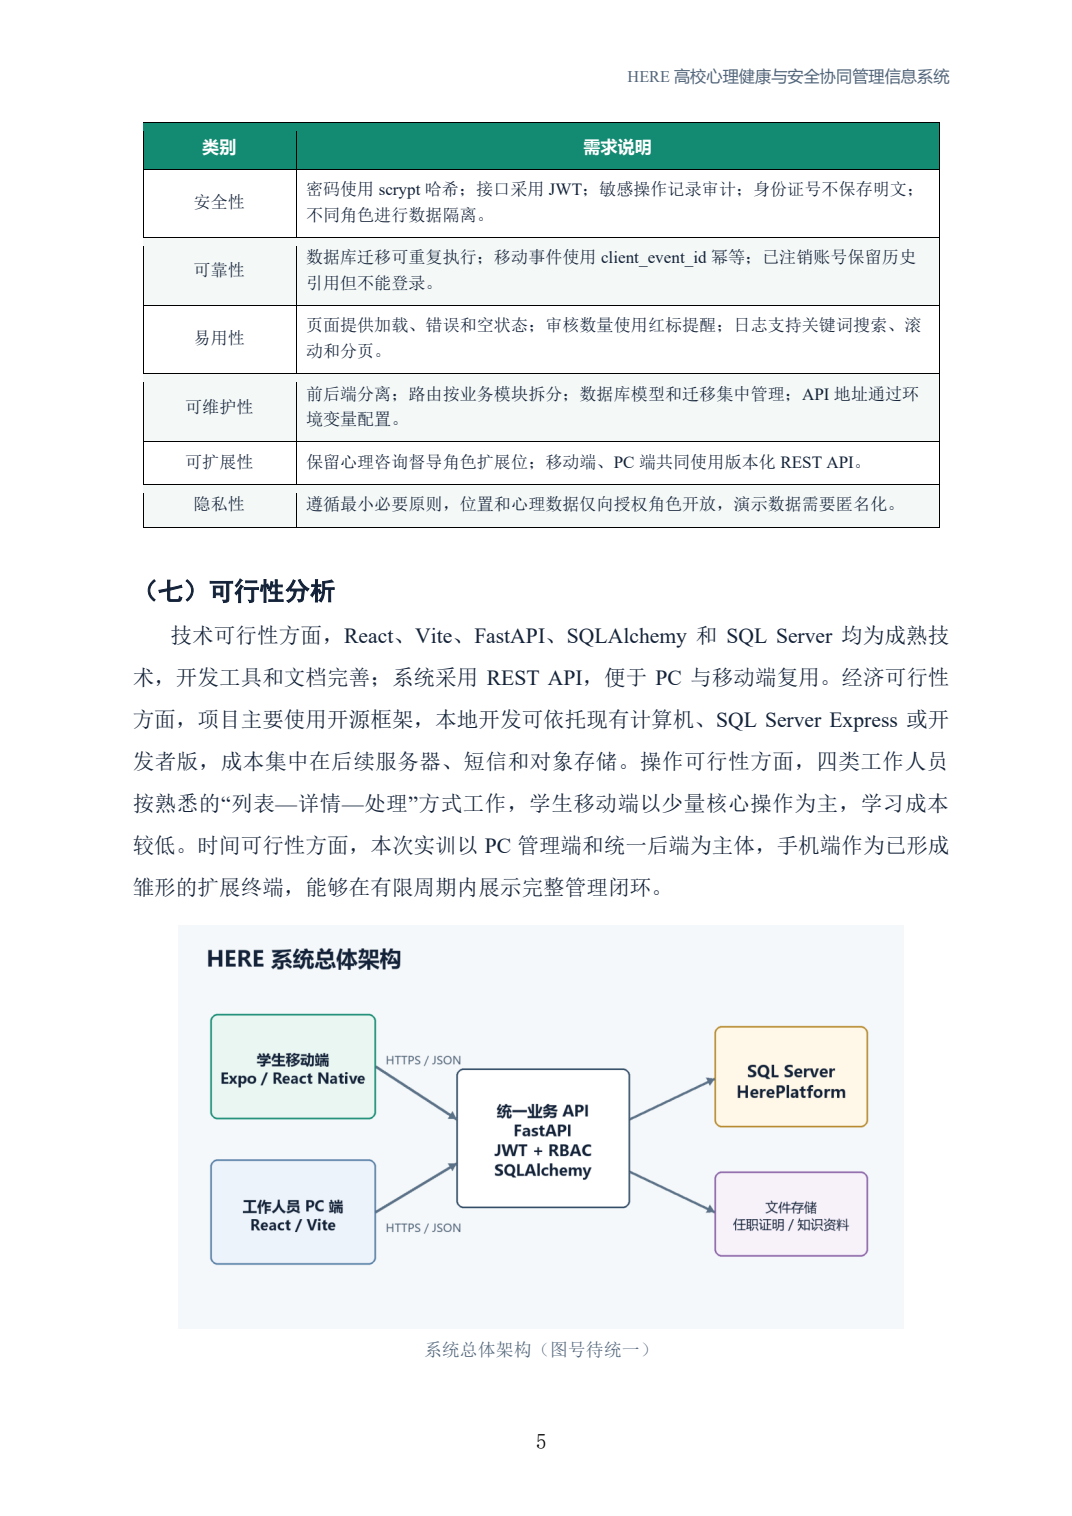 HERE 高校心理健康与安全协同管理信息系统
类别 需求说明
安全性 密码使用 scrypt 哈希；接口采用 JWT；敏感操作记录审计；身份证号不保存明文；
不同角色进行数据隔离。
可靠性 数据库迁移可重复执行；移动事件使用 client_event_id 幂等；已注销账号保留历史
引用但不能登录。
易用性 页面提供加载、错误和空状态；审核数量使用红标提醒；日志支持关键词搜索、滚
动和分页。
可维护性 前后端分离；路由按业务模块拆分；数据库模型和迁移集中管理；API 地址通过环
境变量配置。
可扩展性 保留心理咨询督导角色扩展位；移动端、PC 端共同使用版本化 REST API。
隐私性 遵循最小必要原则，位置和心理数据仅向授权角色开放，演示数据需要匿名化。
（七）可行性分析
技术可行性方面，React、Vite、FastAPI、SQLAlchemy 和 SQL Server 均为成熟技
术，开发工具和文档完善；系统采用 REST API，便于 PC 与移动端复用。经济可行性
方面，项目主要使用开源框架，本地开发可依托现有计算机、SQL Server Express 或开
发者版，成本集中在后续服务器、短信和对象存储。操作可行性方面，四类工作人员
按熟悉的“列表—详情—处理”方式工作，学生移动端以少量核心操作为主，学习成本
较低。时间可行性方面，本次实训以 PC 管理端和统一后端为主体，手机端作为已形成
雏形的扩展终端，能够在有限周期内展示完整管理闭环。
HERE 系统总体架构
学生移动端
Expo / React Native
HTTPS / JSON
工作人员 PC 端
React / Vite
HTTPS / JSON
统一业务 API
FastAPI
JWT + RBAC
SQLAlchemy
SQL Server
HerePlatform
文件存储
任职证明 / 知识资料
系统总体架构（图号待统一）
5